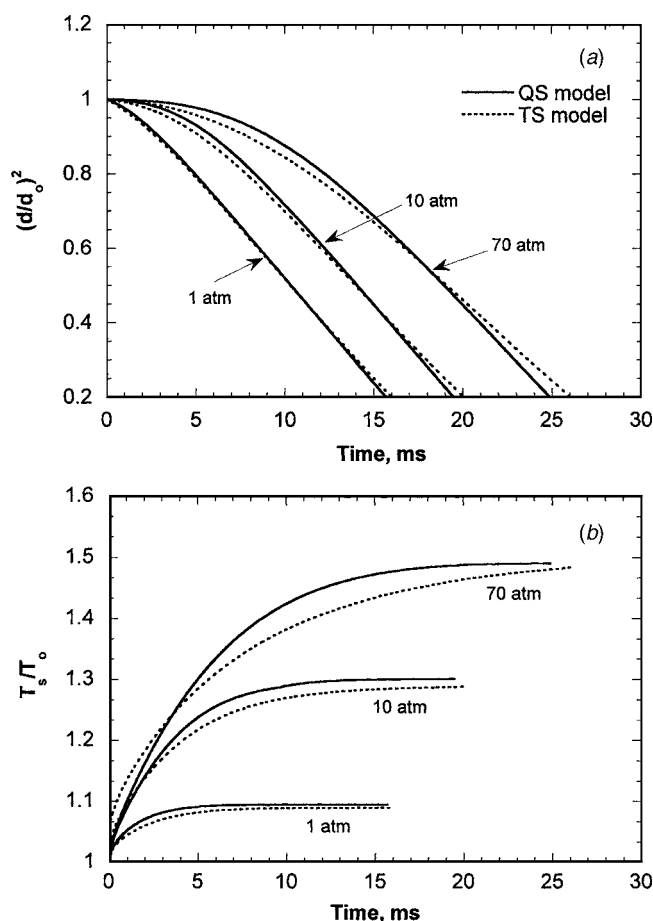 (a)
QS model
TS model
10 atm
70 atm
1 atm
(d/do)2
1.2
1
0.8
0.6
0.4
0.2
0 5 10 15 20 25 30
Time, ms
(b)
70 atm
10 atm
1 atm
Ts/To
1.6
1.5
1.4
1.3
1.2
1.1
1
0 5 10 15 20 25 30
Time, ms